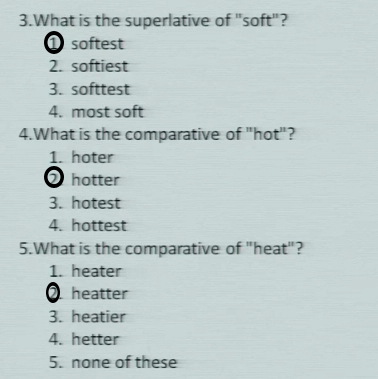 3.What is the superlative of "soft"?
1. softest
2. softiest
3. softtest
4. most soft
4.What is the comparative of "hot"?
1. hoter
2. hotter
3. hotest
4. hottest
5.What is the comparative of "heat"?
1. heater
2. heatter
3. heatier
4. hetter
5. none of these